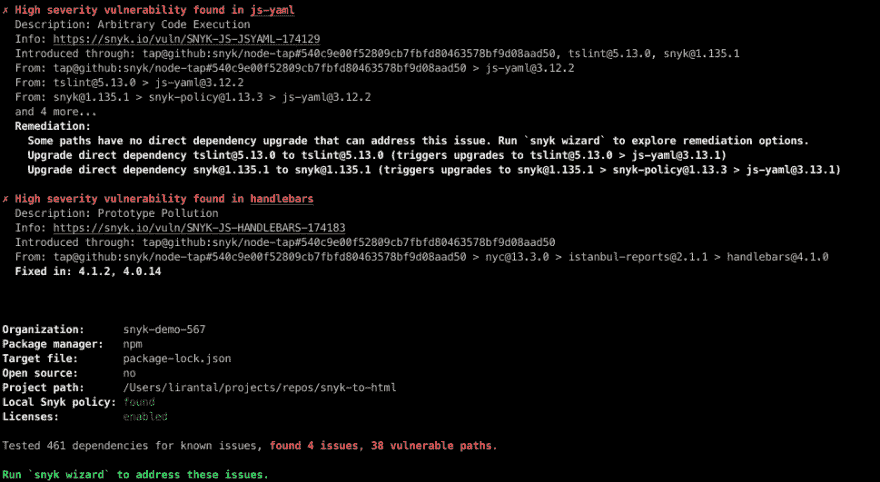 ✗ High severity vulnerability found in js-yaml
Description: Arbitrary Code Execution
Info: https://snyk.io/vuln/SNYK-JS-JSYAML-174129
Introduced through: tap@github:snyk/node-tap#540c9e00f52809cb7fbfd80463578bf9d08aad50, tslint@5.13.0, snyk@1.135.1
From: tap@github:snyk/node-tap#540c9e00f52809cb7fbfd80463578bf9d08aad50 > js-yaml@3.12.2
From: tslint@5.13.0 > js-yaml@3.12.2
From: snyk@1.135.1 > snyk-policy@1.13.3 > js-yaml@3.12.2
and 4 more...
Remediation:
Some paths have no direct dependency upgrade that can address this issue. Run `snyk wizard` to explore remediation options.
Upgrade direct dependency tslint@5.13.0 to tslint@5.13.0 (triggers upgrades to tslint@5.13.0 > js-yaml@3.13.1)
Upgrade direct dependency snyk@1.135.1 to snyk@1.135.1 (triggers upgrades to snyk@1.135.1 > snyk-policy@1.13.3 > js-yaml@3.13.1)
✗ High severity vulnerability found in handlebars
Description: Prototype Pollution
Info: https://snyk.io/vuln/SNYK-JS-HANDLEBARS-174183
Introduced through: tap@github:snyk/node-tap#540c9e00f52809cb7fbfd80463578bf9d08aad50
From: tap@github:snyk/node-tap#540c9e00f52809cb7fbfd80463578bf9d08aad50 > nyc@13.3.0 > istanbul-reports@2.1.1 > handlebars@4.1.0
Fixed in: 4.1.2, 4.0.14
Organization: snyk-demo-567
Package manager: npm
Target file: package-lock.json
Open source: no
Project path: /Users/lirantal/projects/repos/snyk-to-html
Local Snyk policy: found
Licenses: enabled
Tested 461 dependencies for known issues, found 4 issues, 38 vulnerable paths.
Run `snyk wizard` to address these issues.